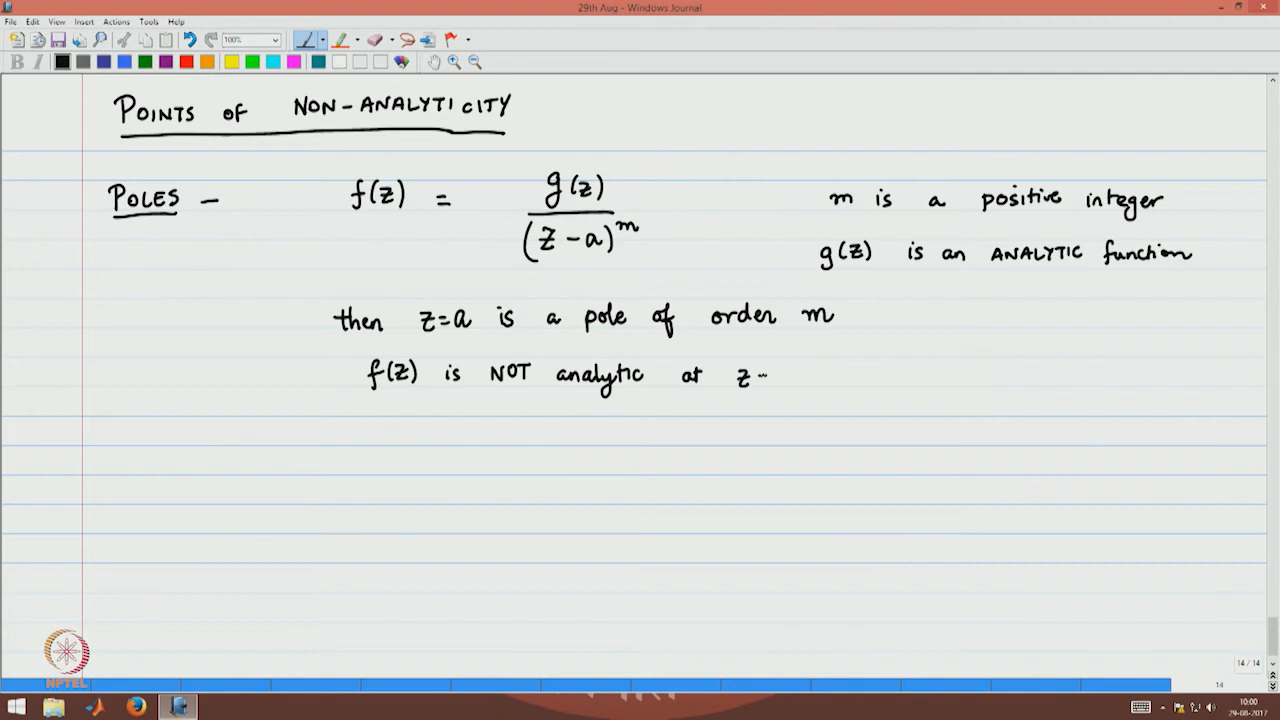 29th Aug - Windows Journal
File Edit View Insert Actions Tools Help
100%
POINTS OF NON-ANALYTICITY
POLES - f(z) = g(z) / (z-a)^m m is a positive integer
g(z) is an ANALYTIC function
then z=a is a pole of order m
f(z) is NOT analytic at z -
14 / 14
14
NPTEL
10:00
29-08-2017